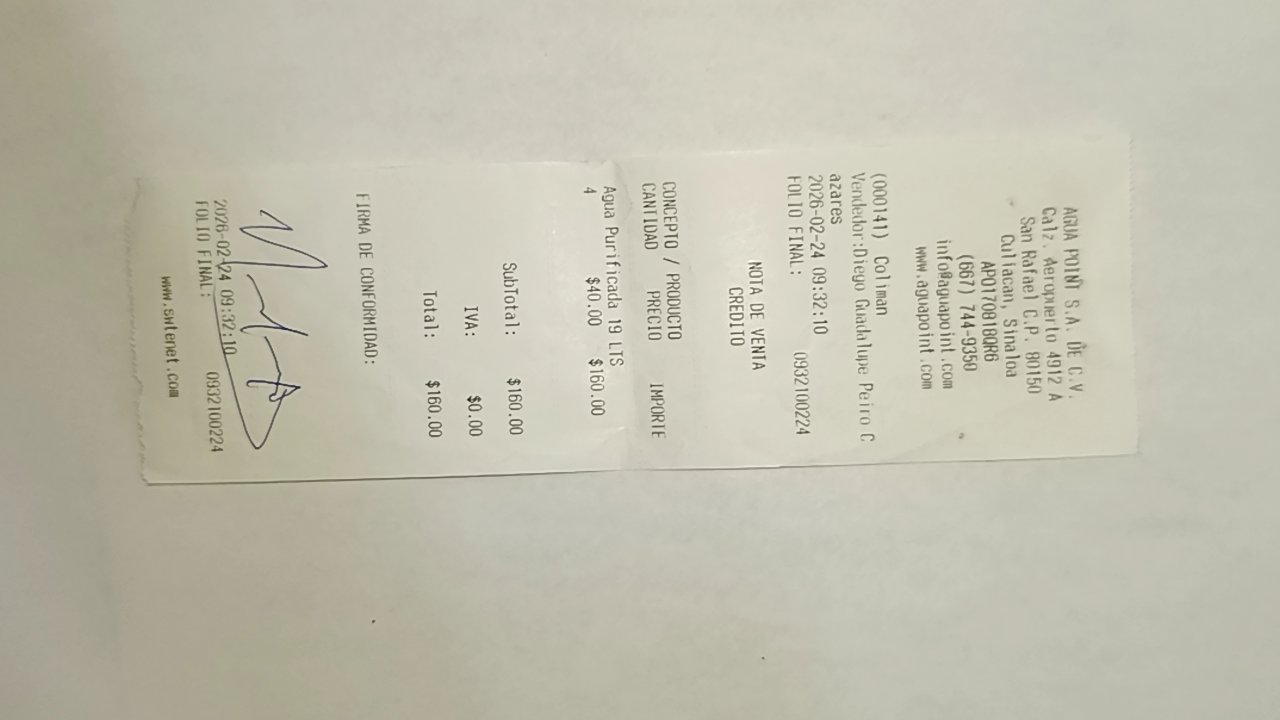 AGUA POINT S.A. DE C.V.
Calz. Aeropuerto 4912 A
San Rafael C.P. 80150
Culiacan, Sinaloa
APO170818QR6
(667) 744-9350
info@aguapoint.com
www.aguapoint.com
(000141) Coliman
Vendedor:Diego Guadalupe Peiro C
azares
2026-02-24 09:32:10
FOLIO FINAL: 0932100224
NOTA DE VENTA
CREDITO
CONCEPTO / PRODUCTO
CANTIDAD PRECIO IMPORTE
Agua Purificada 19 LTS
4 $40.00 $160.00
SubTotal: $160.00
IVA: $0.00
Total: $160.00
FIRMA DE CONFORMIDAD:
2026-02-24 09:32:10
FOLIO FINAL: 0932100224
www.swtenet.com